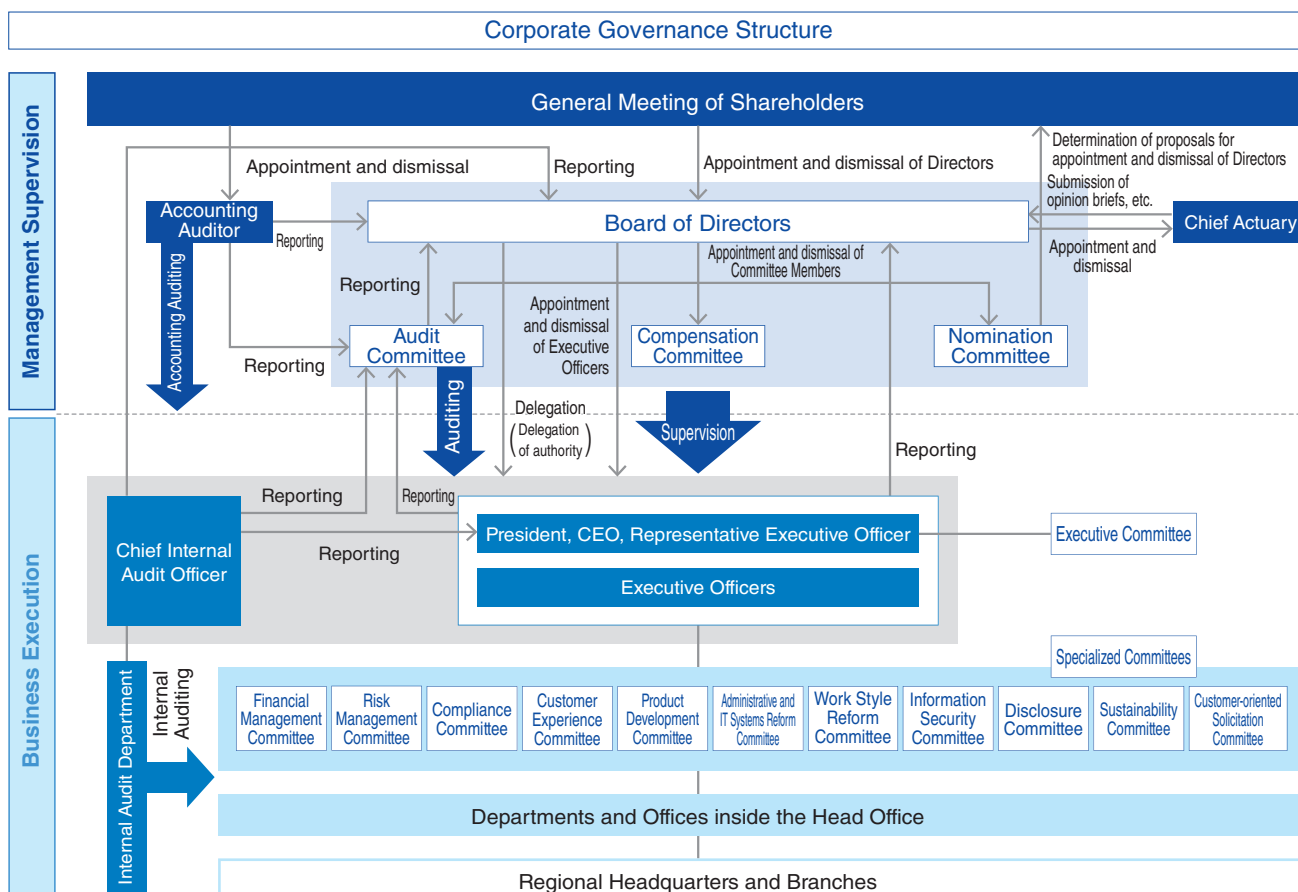 Corporate Governance Structure
Management Supervision
General Meeting of Shareholders
Appointment and dismissal
Reporting
Appointment and dismissal of Directors
Determination of proposals for
appointment and dismissal of Directors
Submission of
opinion briefs, etc.
Accounting
Auditor
Reporting
Board of Directors
Chief Actuary
Appointment and
dismissal
Accounting Auditing
Reporting
Appointment and dismissal of
Committee Members
Appointment
and dismissal
of Executive
Officers
Audit
Committee
Compensation
Committee
Nomination
Committee
Reporting
Auditing
Delegation
(Delegation
of authority)
Supervision
Reporting
Business Execution
Reporting
Reporting
Chief Internal
Audit Officer
Reporting
President, CEO, Representative Executive Officer
Executive Officers
Executive Committee
Internal Audit Department
Internal
Auditing
Specialized Committees
Financial
Management
Committee
Risk
Management
Committee
Compliance
Committee
Customer
Experience
Committee
Product
Development
Committee
Administrative and
IT Systems Reform
Committee
Work Style
Reform
Committee
Information
Security
Committee
Disclosure
Committee
Sustainability
Committee
Customer-oriented
Solicitation
Committee
Departments and Offices inside the Head Office
Regional Headquarters and Branches